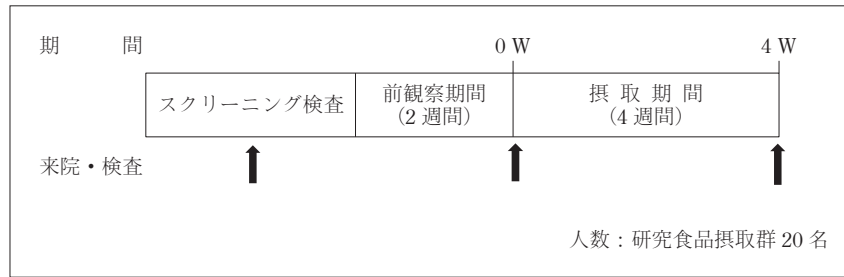 期 間 0 W 4 W
スクリーニング検査 前観察期間 摂 取 期 間
(2 週間) (4 週間)
来院・検査
人数：研究食品摂取群 20 名